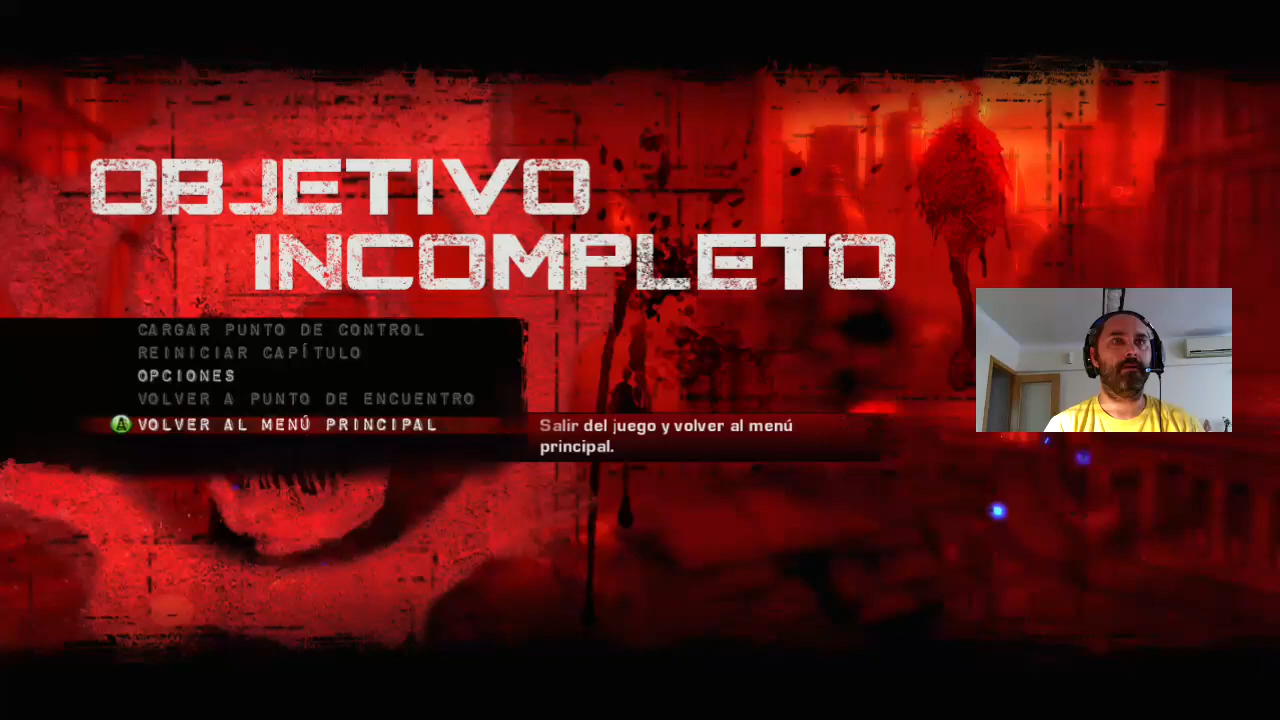 OBJETIVO
INCOMPLETO
CARGAR PUNTO DE CONTROL
REINICIAR CAPÍTULO
OPCIONES
VOLVER A PUNTO DE ENCUENTRO
A VOLVER AL MENÚ PRINCIPAL
Salir del juego y volver al menú
principal.